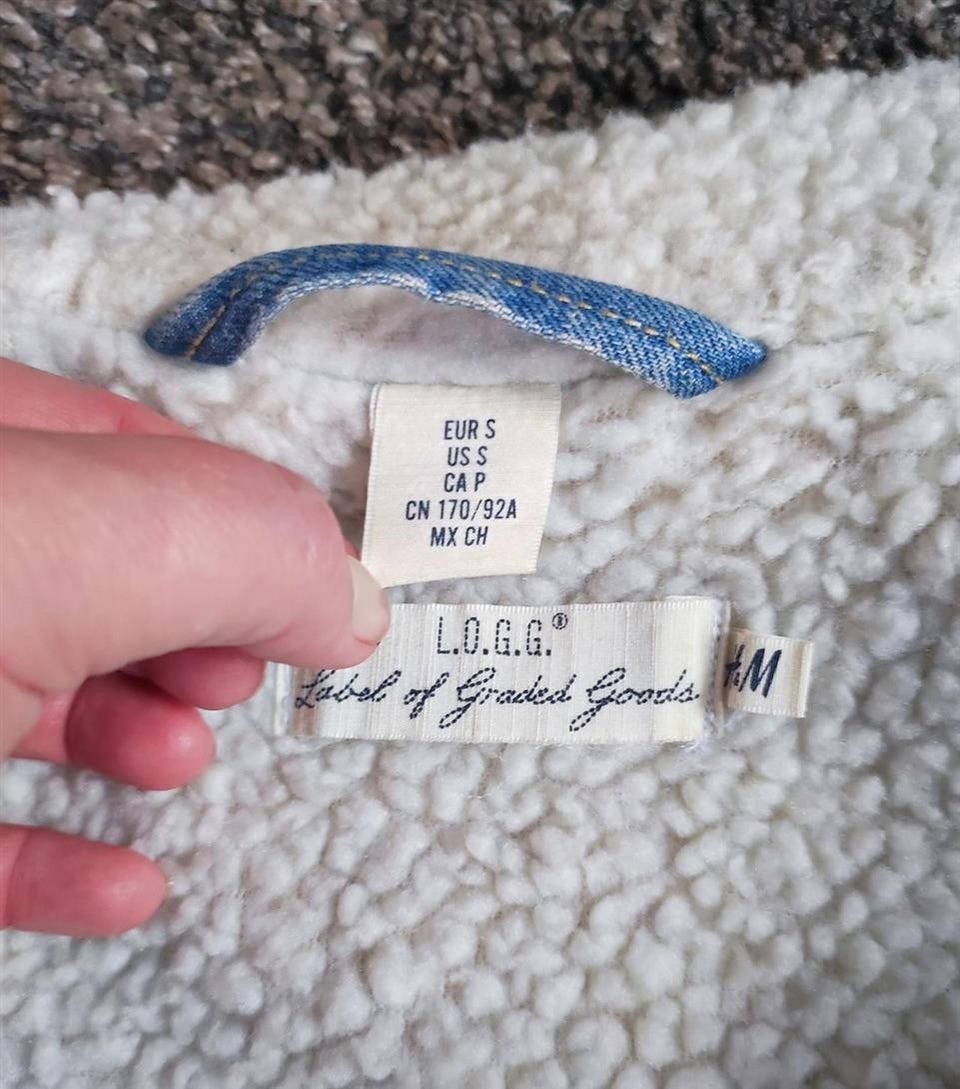 EUR S
US S
CA P
CN 170/92A
MX CH
L.O.G.G.®
Label of Graded Goods
&M